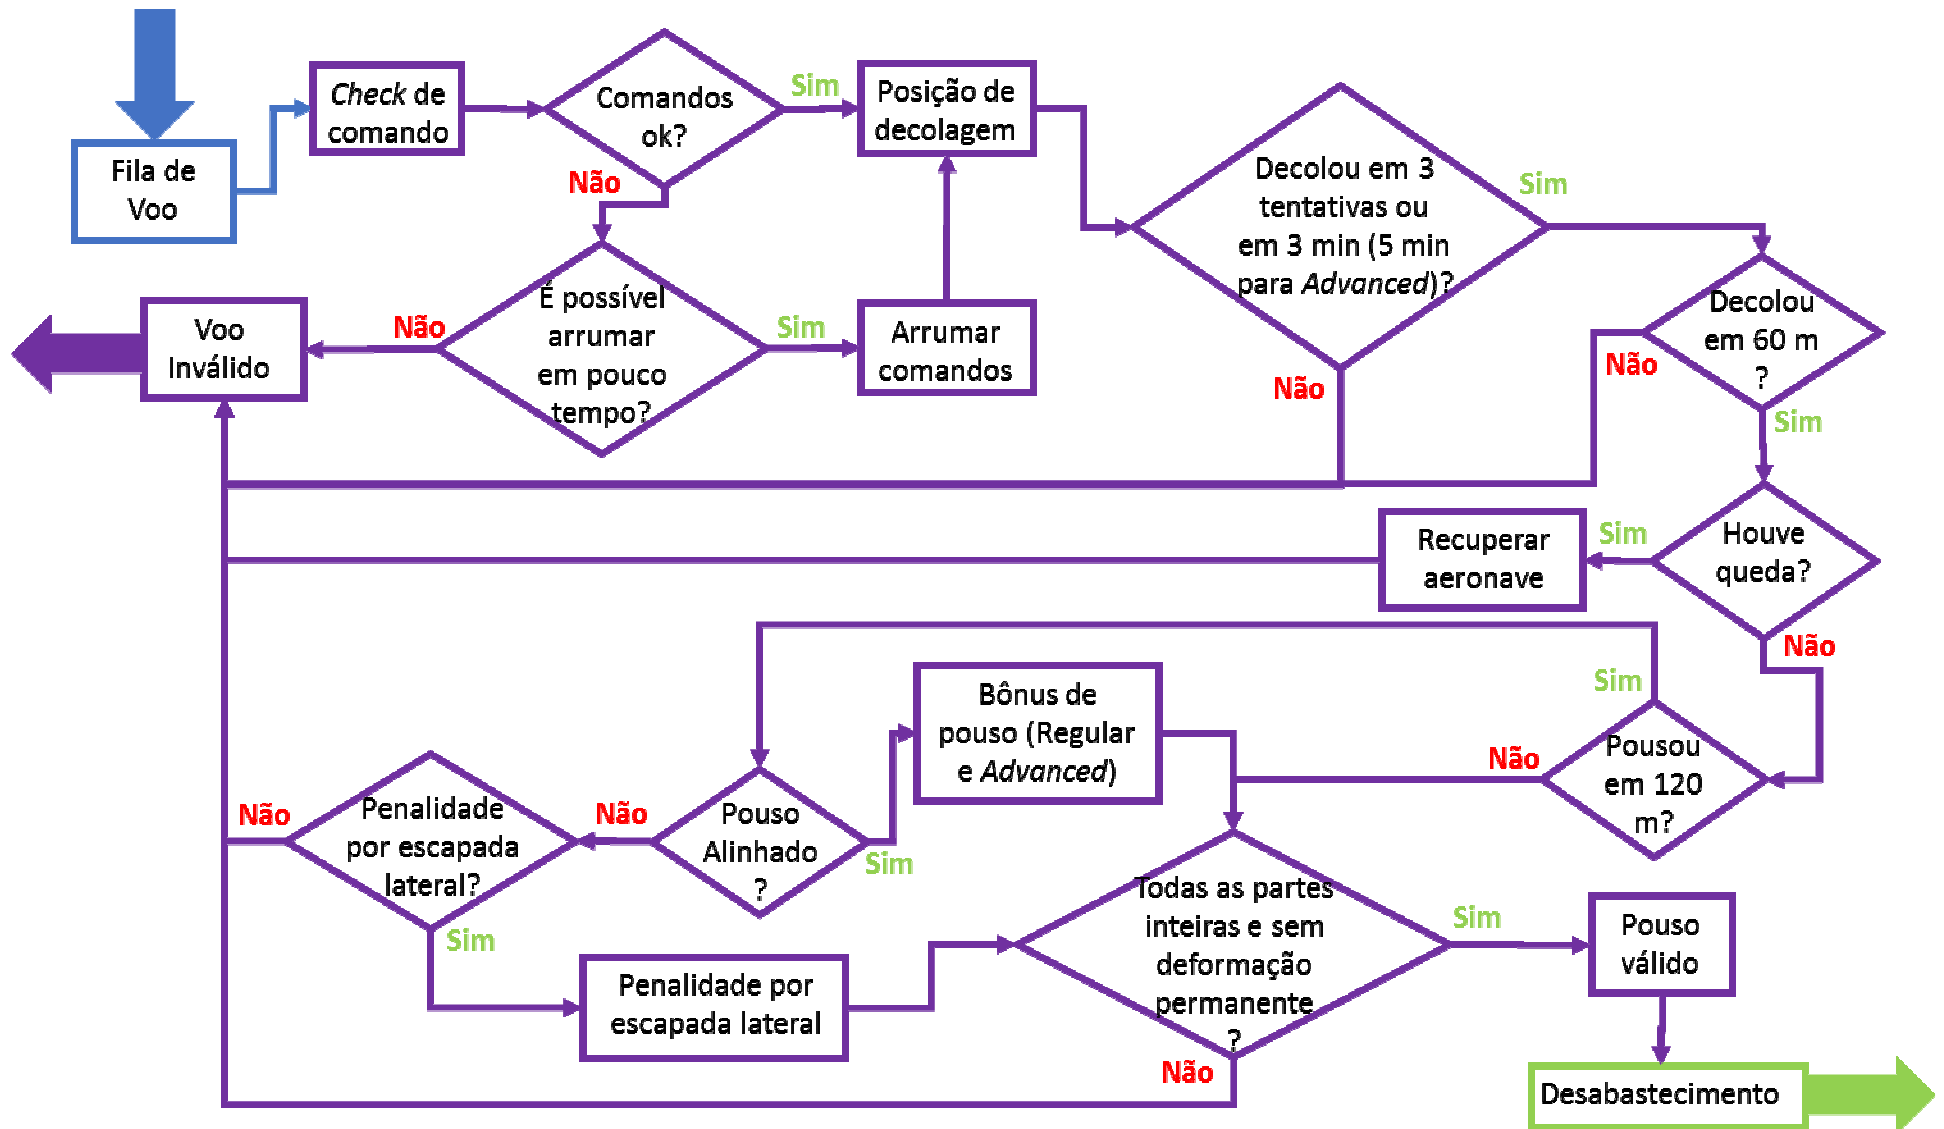 Fila de
Voo
Check de
comando
Comandos
ok?
Sim
Não
Posição de
decolagem
Decolou em 3
tentativas ou
em 3 min (5 min
para Advanced)?
Sim
Não
Decolou
em 60 m
?
Não
Sim
Voo
Inválido
Não
É possível
arrumar
em pouco
tempo?
Sim
Arrumar
comandos
Houve
queda?
Sim
Não
Recuperar
aeronave
Pousou
em 120
m?
Sim
Não
Bônus de
pouso (Regular
e Advanced)
Pouso
Alinhado
?
Não
Sim
Penalidade
por escapada
lateral?
Não
Sim
Penalidade por
escapada lateral
Todas as partes
inteiras e sem
deformação
permanente
?
Sim
Não
Pouso
válido
Desabastecimento